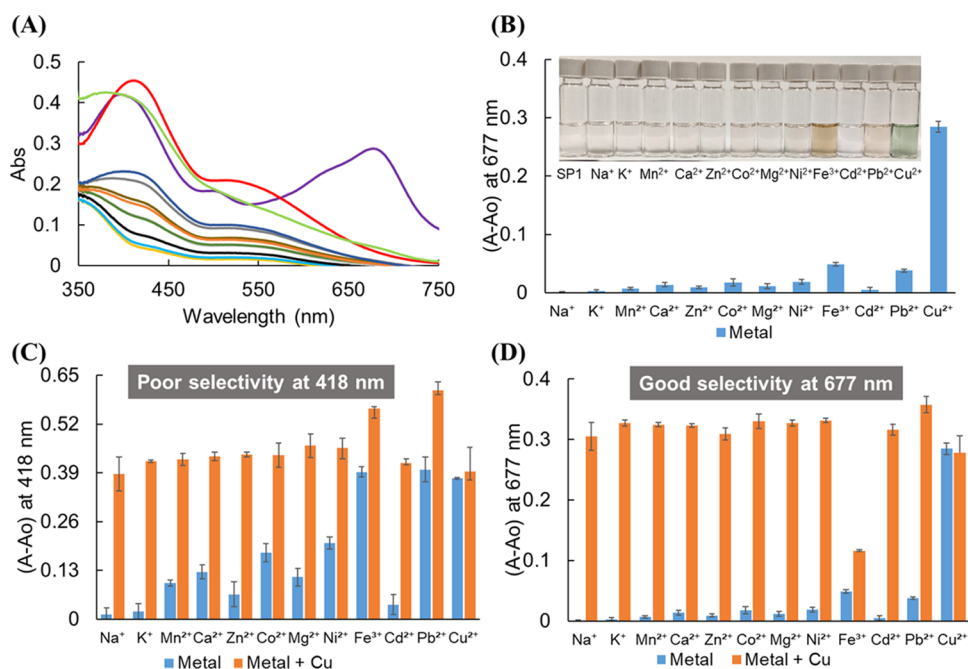 (A)
Abs
0.5
0.4
0.3
0.2
0.1
0
350 450 550 650 750
Wavelength (nm)
(B)
(A-Ao) at 677 nm
0.4
0.3
0.2
0.1
0
SP1 Na⁺ K⁺ Mn²⁺ Ca²⁺ Zn²⁺ Co²⁺ Mg²⁺ Ni²⁺ Fe³⁺ Cd²⁺ Pb²⁺ Cu²⁺
Na⁺ K⁺ Mn²⁺ Ca²⁺ Zn²⁺ Co²⁺ Mg²⁺ Ni²⁺ Fe³⁺ Cd²⁺ Pb²⁺ Cu²⁺
Metal
(C)
Poor selectivity at 418 nm
(A-Ao) at 418 nm
0.65
0.52
0.39
0.26
0.13
0
Na⁺ K⁺ Mn²⁺ Ca²⁺ Zn²⁺ Co²⁺ Mg²⁺ Ni²⁺ Fe³⁺ Cd²⁺ Pb²⁺ Cu²⁺
Metal Metal + Cu
(D)
Good selectivity at 677 nm
(A-Ao) at 677 nm
0.4
0.3
0.2
0.1
0
Na⁺ K⁺ Mn²⁺ Ca²⁺ Zn²⁺ Co²⁺ Mg²⁺ Ni²⁺ Fe³⁺ Cd²⁺ Pb²⁺ Cu²⁺
Metal Metal + Cu